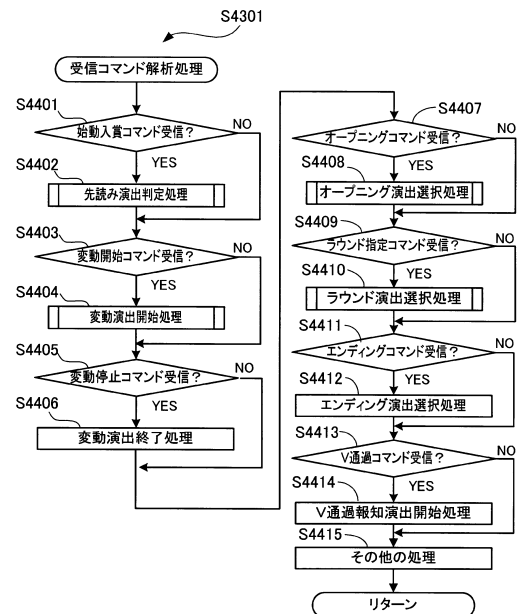 S4301
受信コマンド解析処理
S4401
始動入賞コマンド受信？
NO
YES
S4402
先読み演出判定処理
S4403
変動開始コマンド受信？
NO
YES
S4404
変動演出開始処理
S4405
変動停止コマンド受信？
NO
YES
S4406
変動演出終了処理
S4407
オープニングコマンド受信？
NO
YES
S4408
オープニング演出選択処理
S4409
ラウンド指定コマンド受信？
NO
YES
S4410
ラウンド演出選択処理
S4411
エンディングコマンド受信？
NO
YES
S4412
エンディング演出選択処理
S4413
V通過コマンド受信？
NO
YES
S4414
V通過報知演出開始処理
S4415
その他の処理
リターン